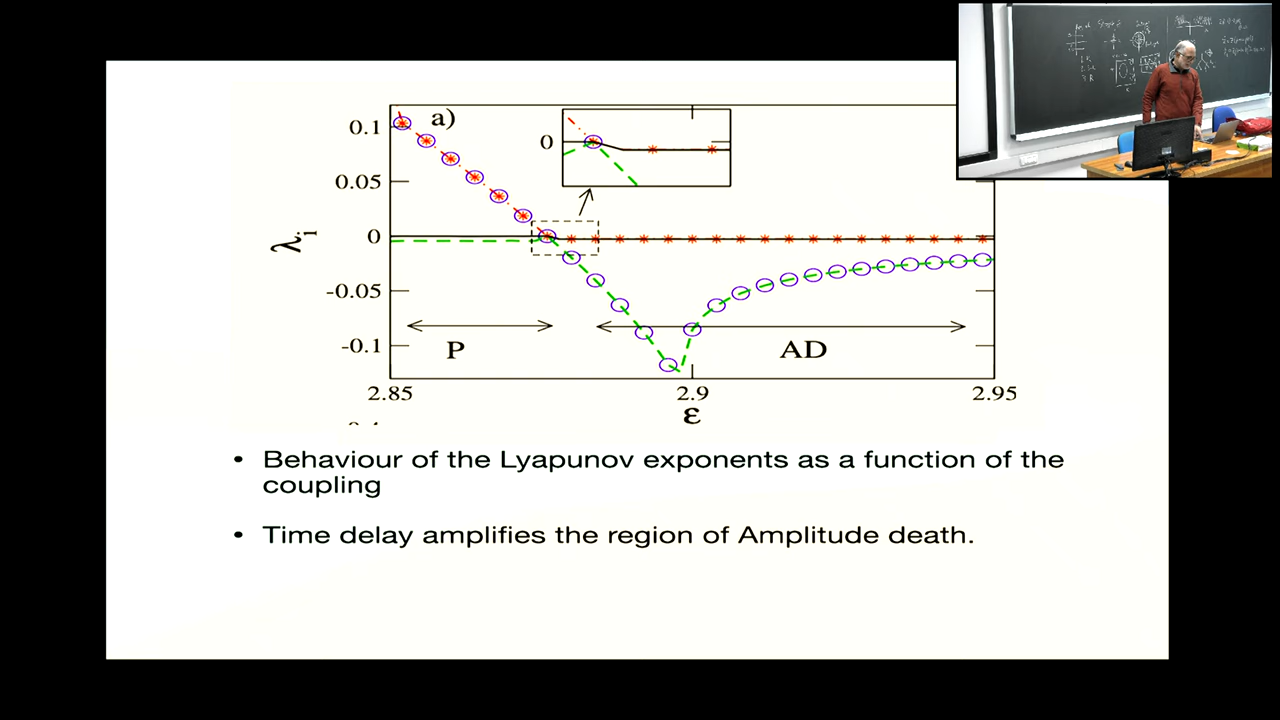 a)
0.1
0.05
0
-0.05
-0.1
λi
0
P
AD
2.85
2.9
2.95
ε
• Behaviour of the Lyapunov exponents as a function of the
coupling
• Time delay amplifies the region of Amplitude death.